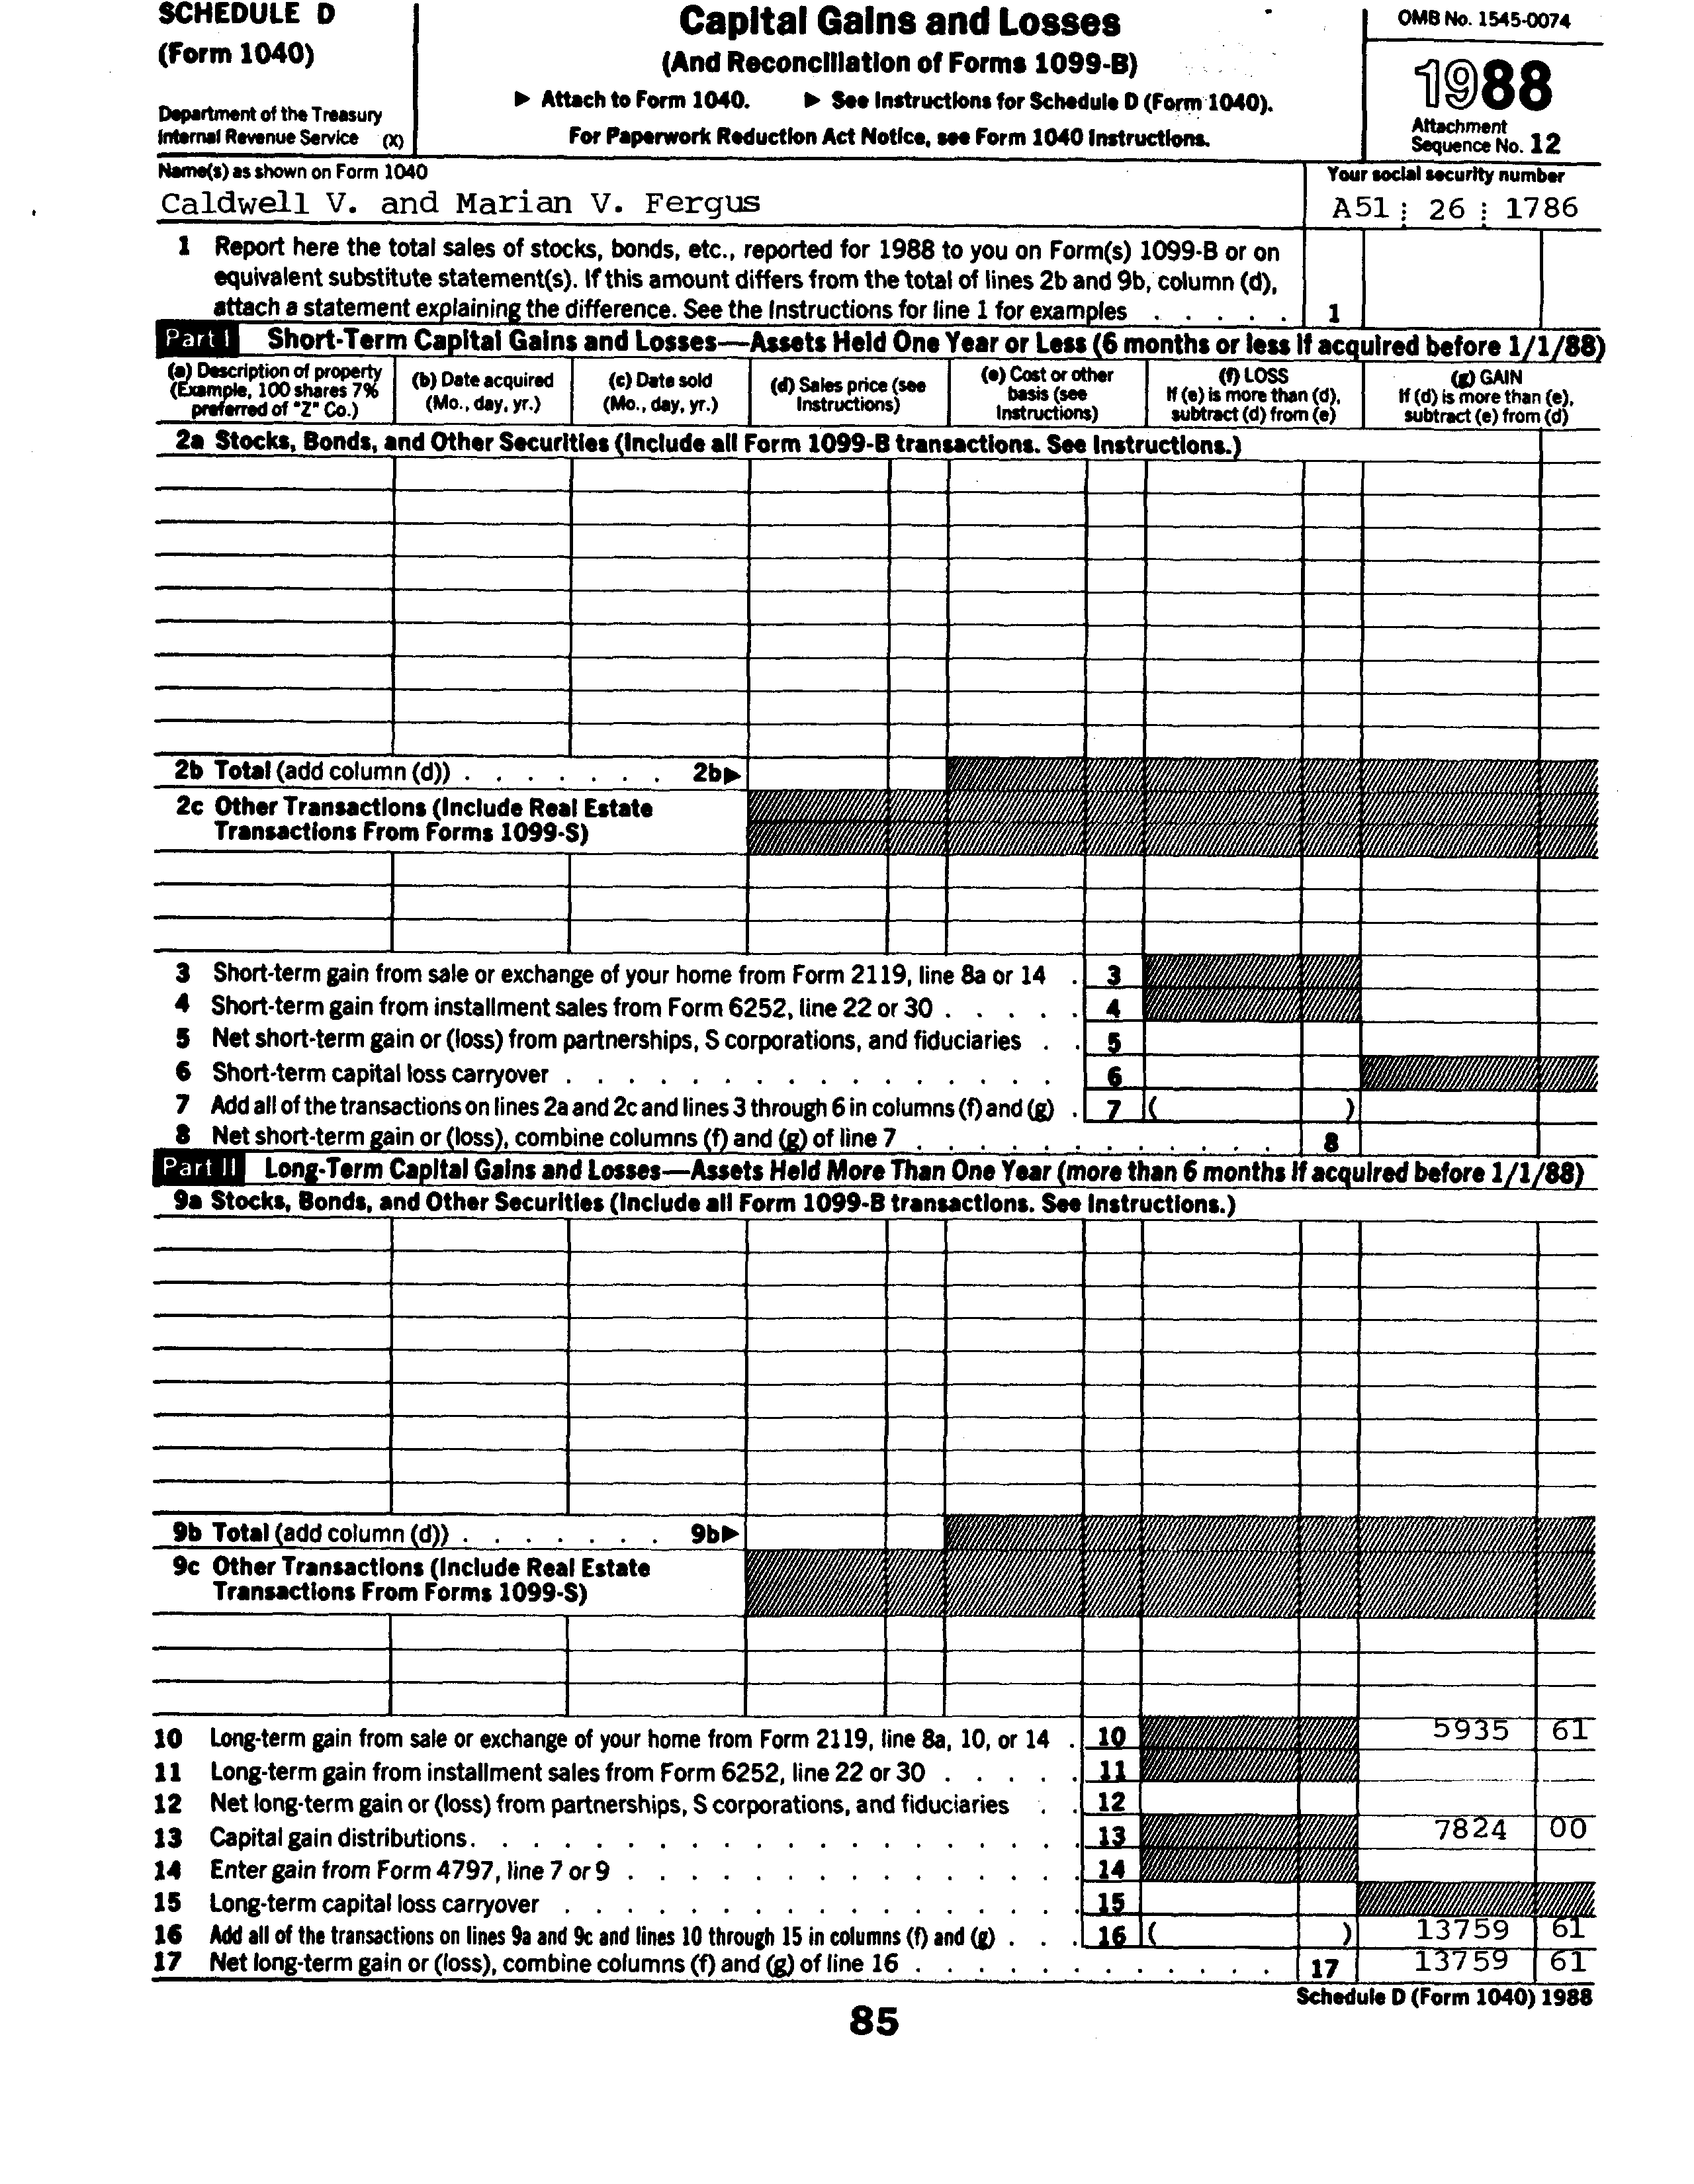 SCHEDULE D
(Form 1040)
Department of the Treasury
Internal Revenue Service (X)
Capital Gains and Losses
(And Reconciliation of Forms 1099-B)
▶ Attach to Form 1040. ▶ See Instructions for Schedule D (Form 1040).
For Paperwork Reduction Act Notice, see Form 1040 Instructions.
OMB No. 1545-0074
1988
Attachment
Sequence No. 12
Name(s) as shown on Form 1040
Caldwell V. and Marian V. Fergus
Your social security number
A51 : 26 : 1786
1 Report here the total sales of stocks, bonds, etc., reported for 1988 to you on Form(s) 1099-B or on
equivalent substitute statement(s). If this amount differs from the total of lines 2b and 9b, column (d),
attach a statement explaining the difference. See the Instructions for line 1 for examples . . . . . 1
Part I Short-Term Capital Gains and Losses—Assets Held One Year or Less (6 months or less if acquired before 1/1/88)
(a) Description of property
(Example, 100 shares 7%
preferred of "Z" Co.)
(b) Date acquired
(Mo., day, yr.)
(c) Date sold
(Mo., day, yr.)
(d) Sales price (see
Instructions)
(e) Cost or other
basis (see
Instructions)
(f) LOSS
If (e) is more than (d),
subtract (d) from (e)
(g) GAIN
If (d) is more than (e),
subtract (e) from (d)
2a Stocks, Bonds, and Other Securities (Include all Form 1099-B transactions. See Instructions.)
2b Total (add column (d)) . . . . . . . 2b▶
2c Other Transactions (Include Real Estate
Transactions From Forms 1099-S)
3 Short-term gain from sale or exchange of your home from Form 2119, line 8a or 14 . 3
4 Short-term gain from installment sales from Form 6252, line 22 or 30 . . . . . 4
5 Net short-term gain or (loss) from partnerships, S corporations, and fiduciaries . . 5
6 Short-term capital loss carryover . . . . . . . . . . . . . . . . 6
7 Add all of the transactions on lines 2a and 2c and lines 3 through 6 in columns (f) and (g) . 7 ( )
8 Net short-term gain or (loss), combine columns (f) and (g) of line 7 . . . . . . . . . . . . 8
Part II Long-Term Capital Gains and Losses—Assets Held More Than One Year (more than 6 months if acquired before 1/1/88)
9a Stocks, Bonds, and Other Securities (Include all Form 1099-B transactions. See Instructions.)
9b Total (add column (d)) . . . . . . . 9b▶
9c Other Transactions (Include Real Estate
Transactions From Forms 1099-S)
10 Long-term gain from sale or exchange of your home from Form 2119, line 8a, 10, or 14 . 10 5935 61
11 Long-term gain from installment sales from Form 6252, line 22 or 30 . . . . . 11
12 Net long-term gain or (loss) from partnerships, S corporations, and fiduciaries . . 12
13 Capital gain distributions. . . . . . . . . . . . . . . . . . . . 13 7824 00
14 Enter gain from Form 4797, line 7 or 9 . . . . . . . . . . . . . . . 14
15 Long-term capital loss carryover . . . . . . . . . . . . . . . . . 15
16 Add all of the transactions on lines 9a and 9c and lines 10 through 15 in columns (f) and (g) . . . 16 ( ) 13759 61
17 Net long-term gain or (loss), combine columns (f) and (g) of line 16 . . . . . . . . . . . . 17 13759 61
Schedule D (Form 1040) 1988
85